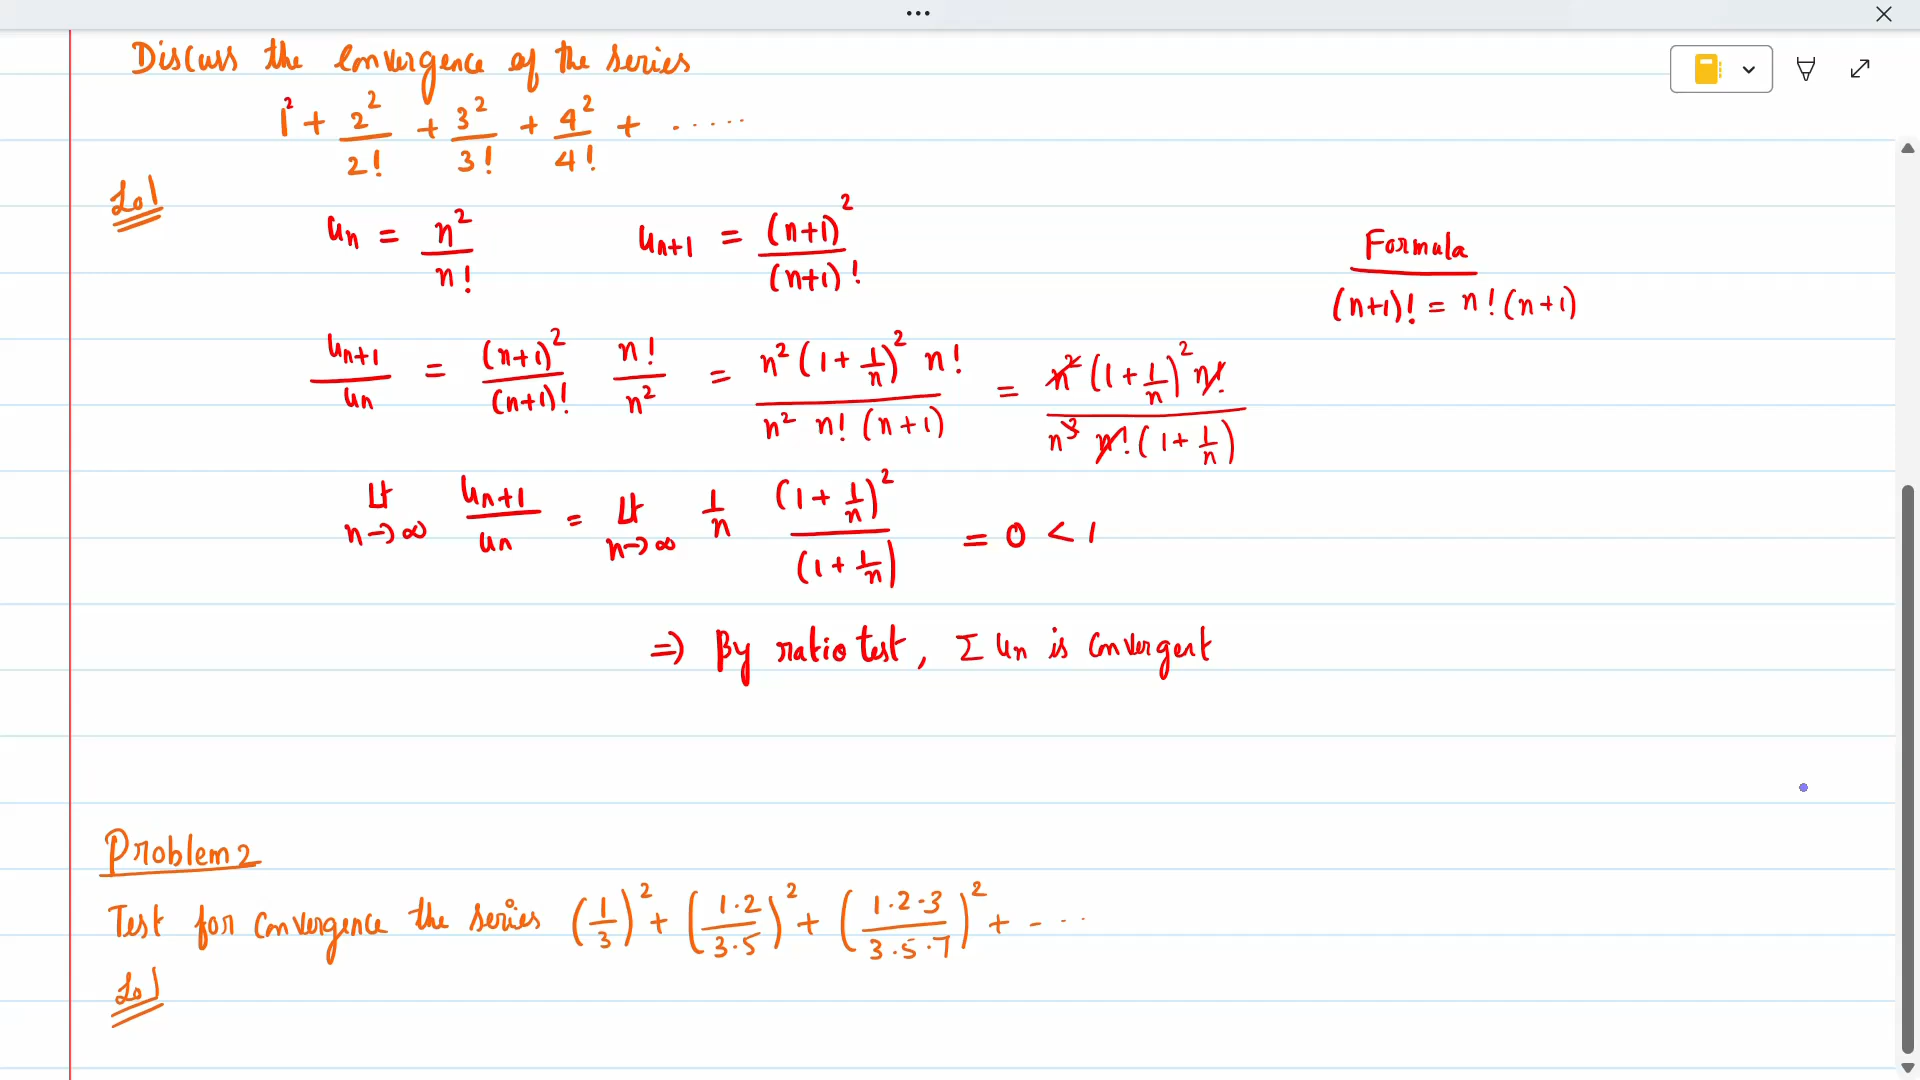 Discuss the Convergence of the series
1² + 2²/2! + 3²/3! + 4²/4! + .....
Sol
uₙ = n²/n!    uₙ₊₁ = (n+1)²/(n+1)!
Formula
(n+1)! = n!(n+1)
uₙ₊₁/uₙ = (n+1)²/(n+1)! n!/n² = n²(1+1/n)² n!/n² n! (n+1) = n²(1+1/n)² n!/n³ n! (1+1/n)
Lt n→∞ uₙ₊₁/uₙ = Lt n→∞ 1/n (1+1/n)²/(1+1/n) = 0 < 1
⇒ By ratio test, Σ uₙ is Convergent
Problem 2
Test for Convergence the series (1/3)² + (1·2/3·5)² + (1·2·3/3·5·7)² + - ···
Sol